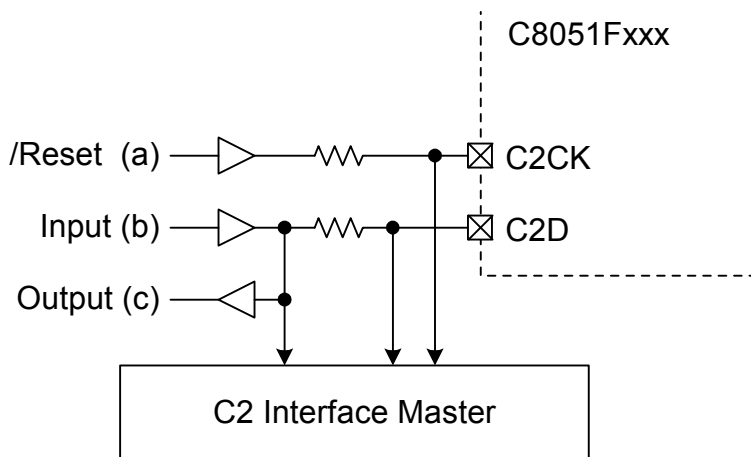 C8051Fxxx
/Reset (a)
C2CK
Input (b)
C2D
Output (c)
C2 Interface Master